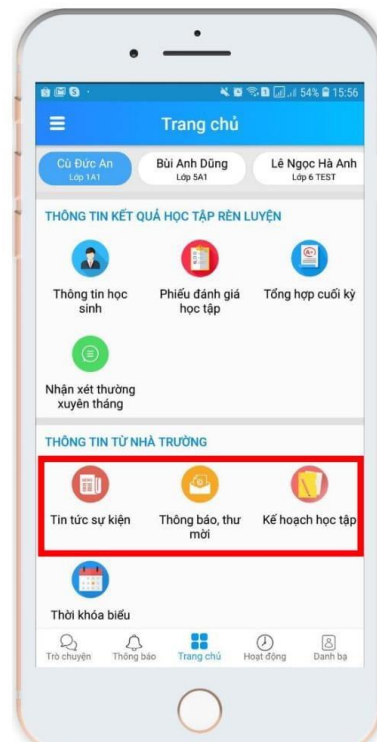 54% 15:56
Trang chủ
Cù Đức An
Lớp 1A1
Bùi Anh Dũng
Lớp 5A1
Lê Ngọc Hà Anh
Lớp 6 TEST
THÔNG TIN KẾT QUẢ HỌC TẬP RÈN LUYỆN
Thông tin học
sinh
Phiếu đánh giá
học tập
Tổng hợp cuối kỳ
Nhận xét thường
xuyên tháng
THÔNG TIN TỪ NHÀ TRƯỜNG
Tin tức sự kiện
Thông báo, thư
mời
Kế hoạch học tập
Thời khóa biểu
Trò chuyện
Thông báo
Trang chủ
Hoạt động
Danh bạ